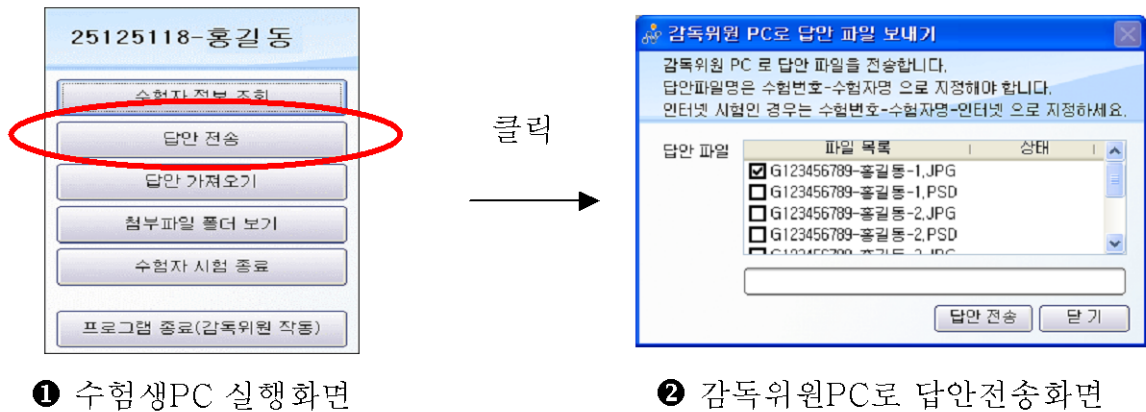 25125118-홍길동
수험자 정보 조회
답안 전송
답안 가져오기
첨부파일 폴더 보기
수험자 시험 종료
프로그램 종료(감독위원 작동)
❶ 수험생PC 실행화면
클릭
감독위원 PC로 답안 파일 보내기
감독위원 PC 로 답안 파일을 전송합니다.
답안파일명은 수험번호-수험자명 으로 지정해야 합니다.
인터넷 시험인 경우는 수험번호-수험자명-인터넷 으로 지정하세요.
답안 파일
파일 목록 상태
G123456789-홍길동-1.JPG
G123456789-홍길동-1.PSD
G123456789-홍길동-2.JPG
G123456789-홍길동-2.PSD
답안 전송 닫 기
❷ 감독위원PC로 답안전송화면